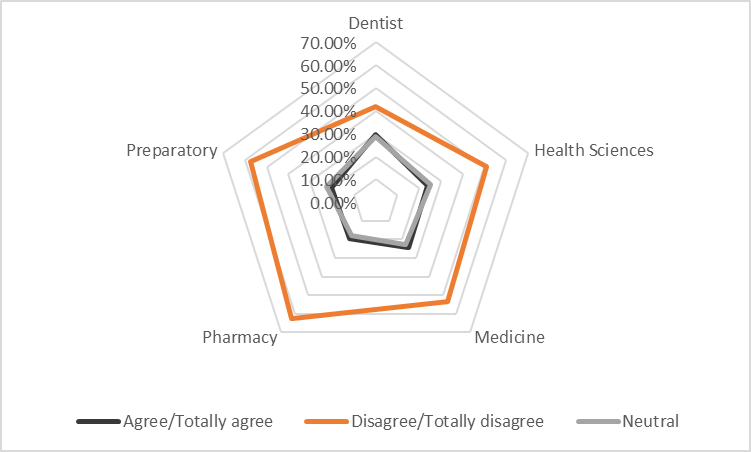 Dentist
70.00%
60.00%
50.00%
40.00%
30.00%
20.00%
10.00%
0.00%
Preparatory
Health Sciences
Pharmacy
Medicine
Agree/Totally agree
Disagree/Totally disagree
Neutral